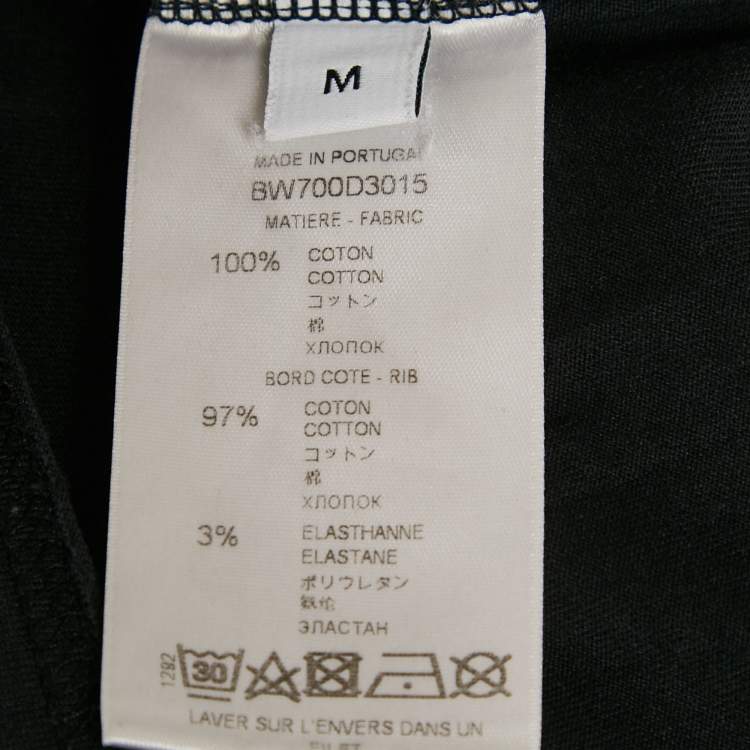 M
MADE IN PORTUGAL
BW700D3015
MATIERE - FABRIC
100% COTON
COTTON
コットン
棉
ХЛОПОК
BORD COTE - RIB
97% COTON
COTTON
コットン
棉
ХЛОПОК
3% ELASTHANNE
ELASTANE
ポリウレタン
氨纶
ЭЛАСТАН
1282
30
LAVER SUR L'ENVERS DANS UN
FILET